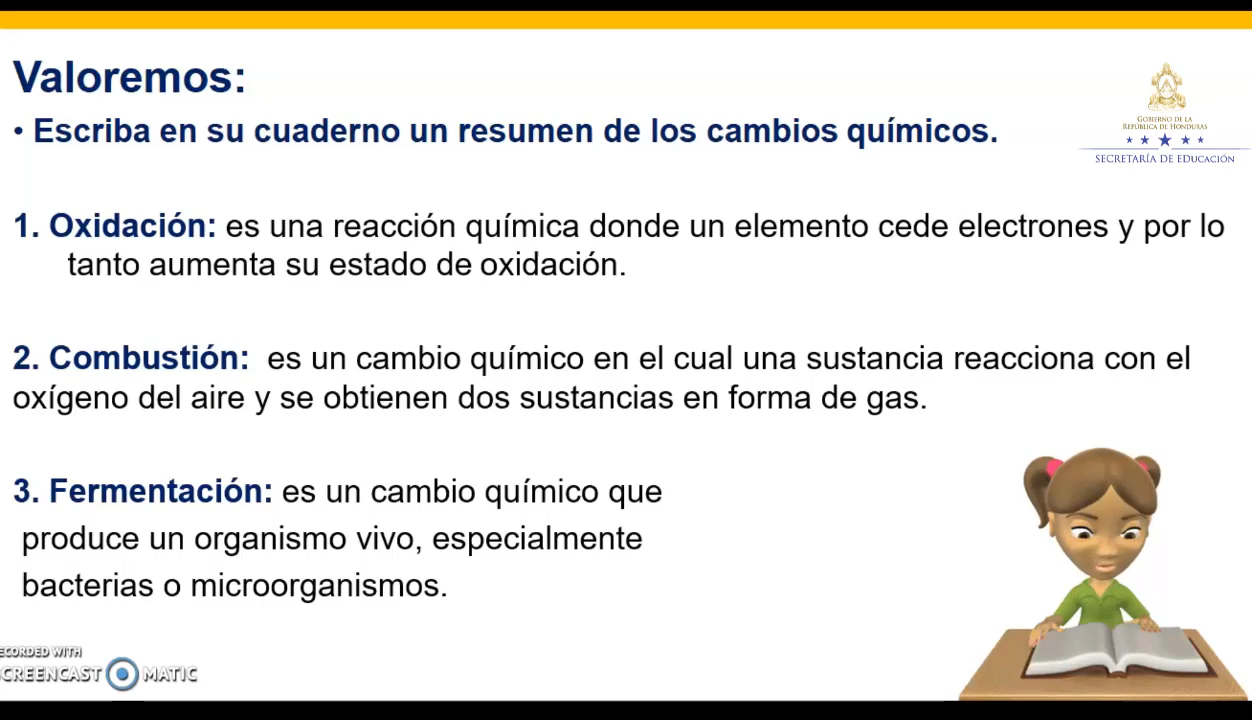 Valoremos:
• Escriba en su cuaderno un resumen de los cambios químicos.
GOBIERNO DE LA
REPÚBLICA DE HONDURAS
SECRETARÍA DE EDUCACIÓN
1. Oxidación: es una reacción química donde un elemento cede electrones y por lo
tanto aumenta su estado de oxidación.
2. Combustión: es un cambio químico en el cual una sustancia reacciona con el
oxígeno del aire y se obtienen dos sustancias en forma de gas.
3. Fermentación: es un cambio químico que
produce un organismo vivo, especialmente
bacterias o microorganismos.
ECORDED WITH
CREENCAST MATIC